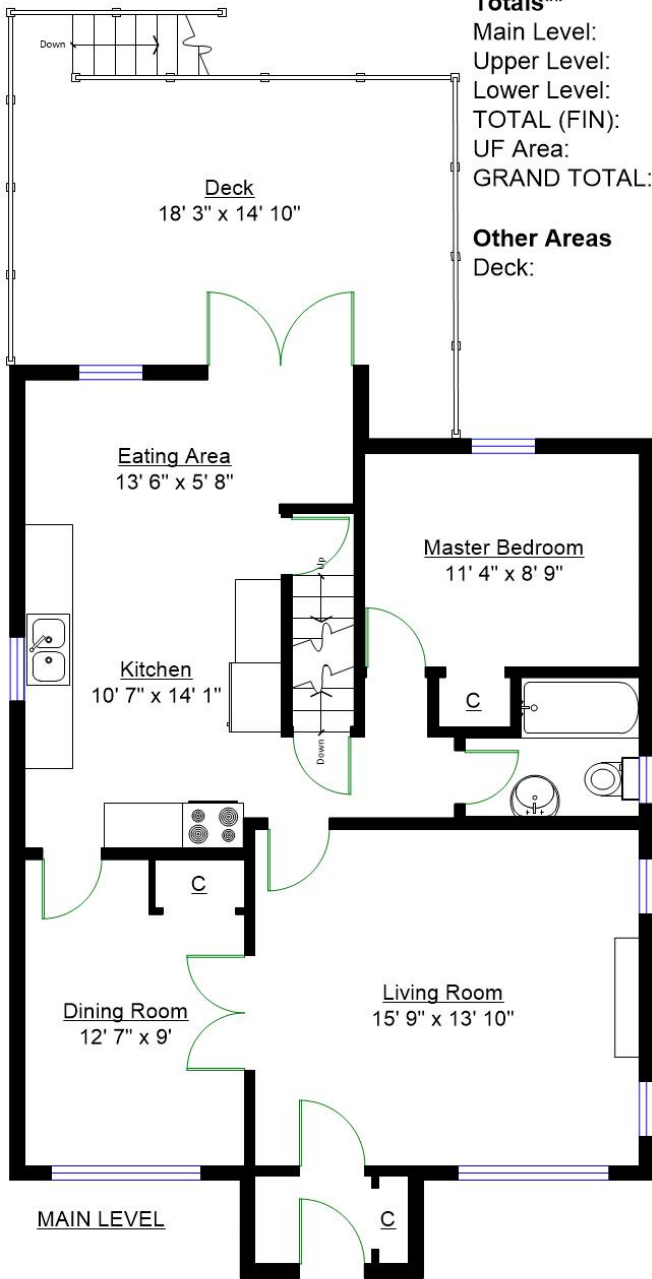 Totals**
Main Level:
Upper Level:
Lower Level:
TOTAL (FIN):
UF Area:
GRAND TOTAL:
Other Areas
Deck:
Down
Deck
18' 3" x 14' 10"
Eating Area
13' 6" x 5' 8"
Master Bedroom
11' 4" x 8' 9"
Up
Kitchen
10' 7" x 14' 1"
C
Down
C
Dining Room
12' 7" x 9'
Living Room
15' 9" x 13' 10"
MAIN LEVEL
C